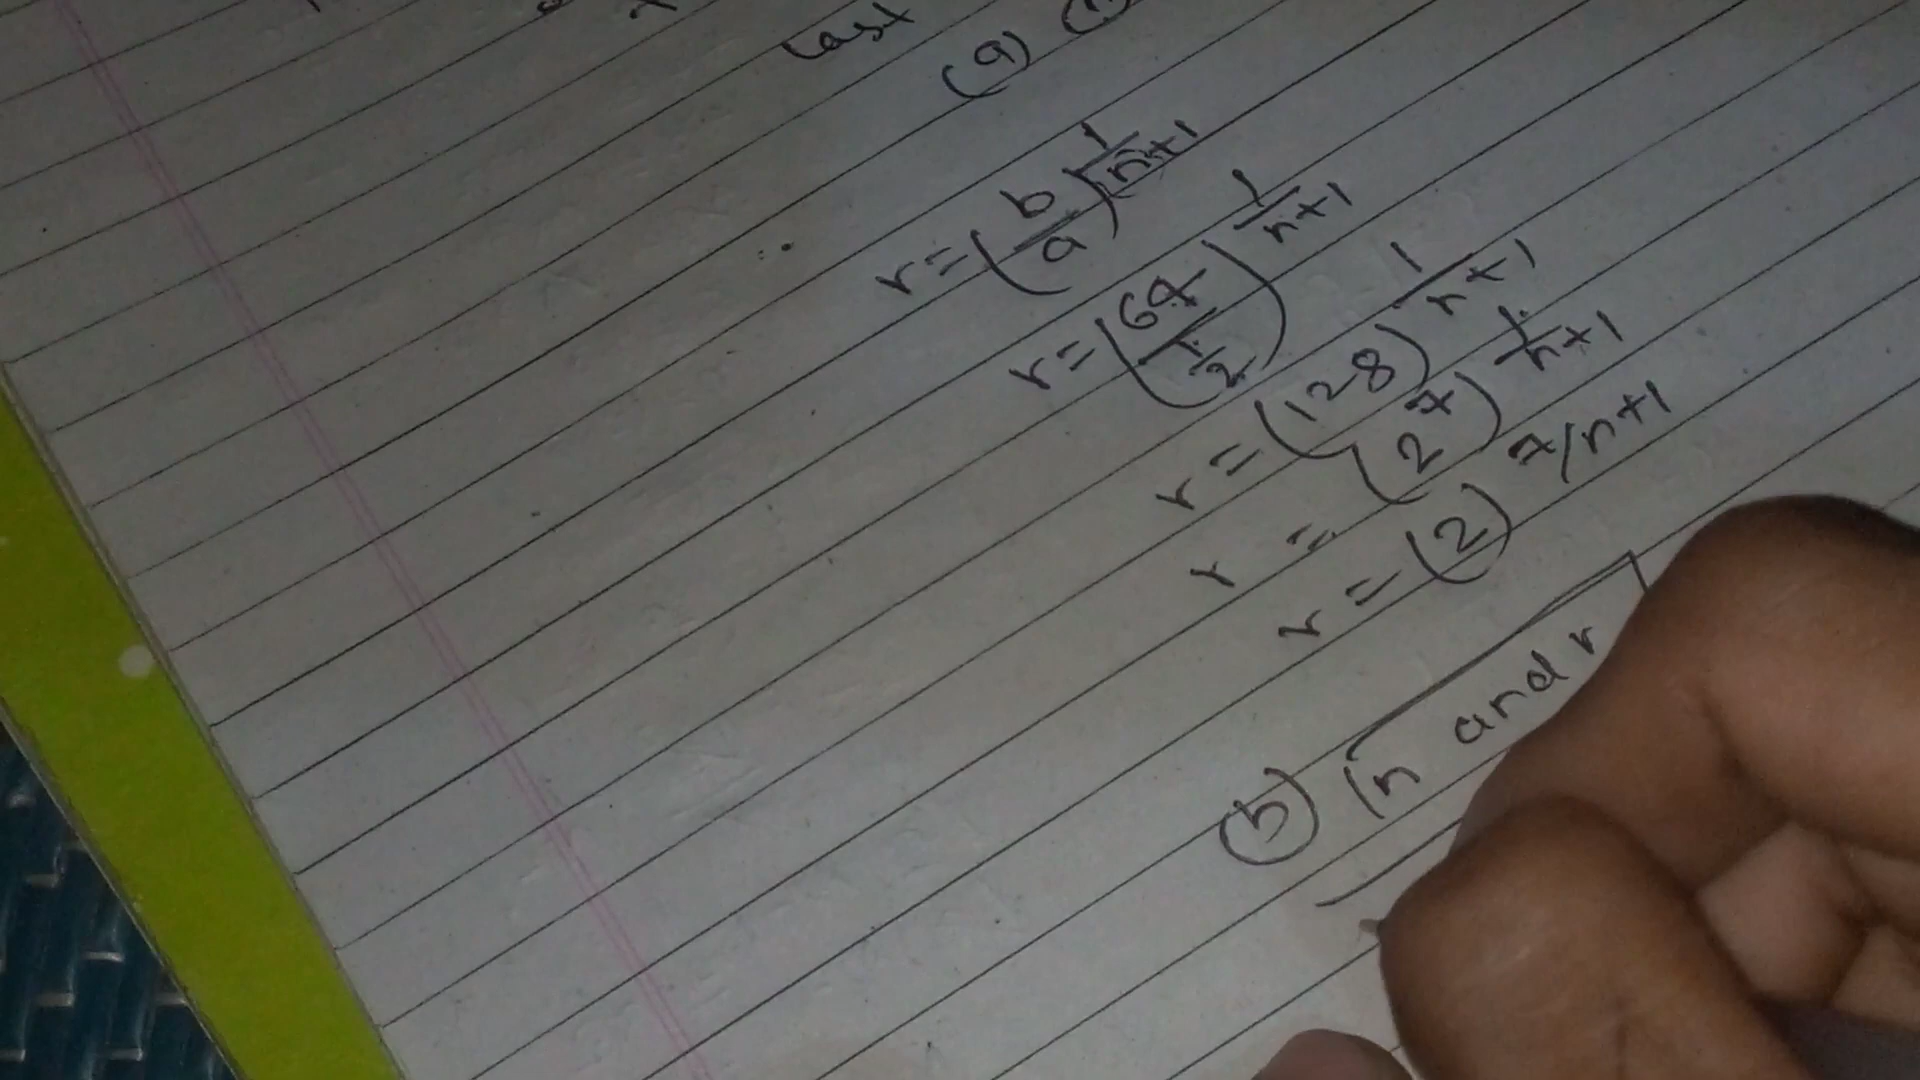 Last
(a)
r = (b/a)^1/n+1
r = (64/1/2)^1/n+1
r = (128)^1/n+1
r = (2^7)^1/n+1
r = (2)^7/n+1
(b) (n and r